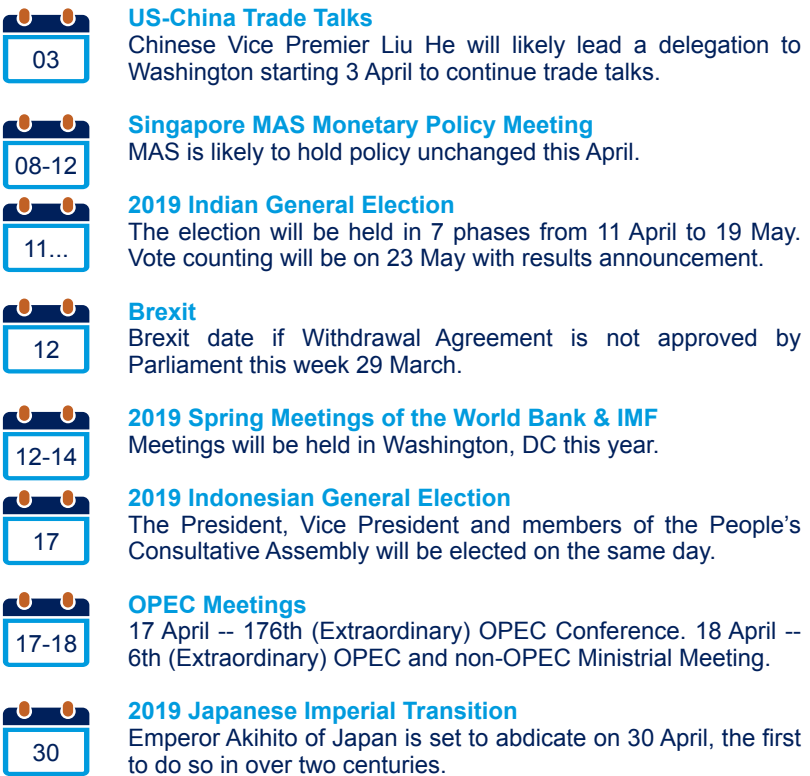 US-China Trade Talks
03
Chinese Vice Premier Liu He will likely lead a delegation to
Washington starting 3 April to continue trade talks.
Singapore MAS Monetary Policy Meeting
08-12
MAS is likely to hold policy unchanged this April.
2019 Indian General Election
11...
The election will be held in 7 phases from 11 April to 19 May.
Vote counting will be on 23 May with results announcement.
Brexit
12
Brexit date if Withdrawal Agreement is not approved by
Parliament this week 29 March.
2019 Spring Meetings of the World Bank & IMF
12-14
Meetings will be held in Washington, DC this year.
2019 Indonesian General Election
17
The President, Vice President and members of the People’s
Consultative Assembly will be elected on the same day.
OPEC Meetings
17-18
17 April -- 176th (Extraordinary) OPEC Conference. 18 April --
6th (Extraordinary) OPEC and non-OPEC Ministrial Meeting.
2019 Japanese Imperial Transition
30
Emperor Akihito of Japan is set to abdicate on 30 April, the first
to do so in over two centuries.